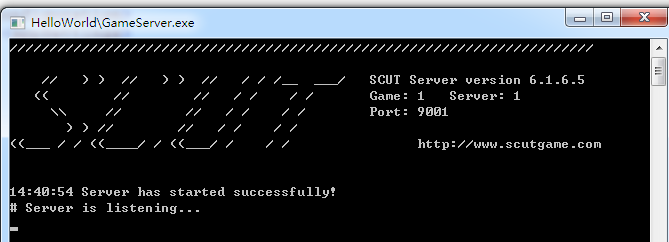 HelloWorld\GameServer.exe
/////////////////////////////////////////////////////////////////////////
SCUT
SCUT Server version 6.1.6.5
Game: 1 Server: 1
Port: 9001
http://www.scutgame.com
14:40:54 Server has started successfully!
# Server is listening...